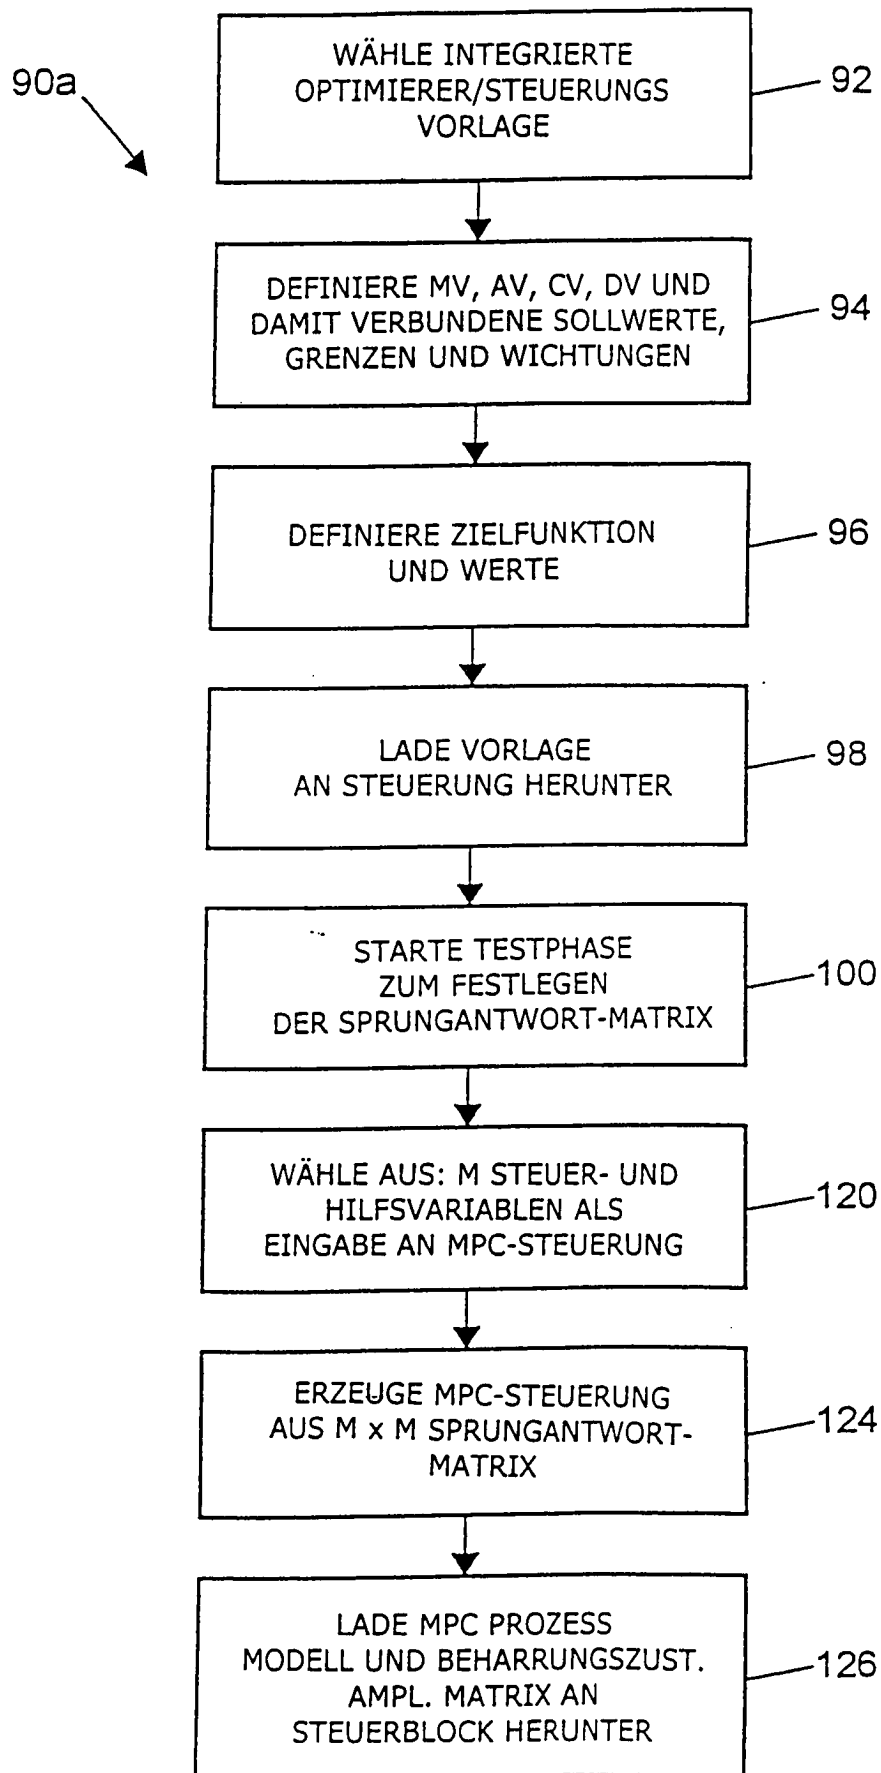 90a
WÄHLE INTEGRIERTE
OPTIMIERER/STEUERUNGS
VORLAGE
92
DEFINIERE MV, AV, CV, DV UND
DAMIT VERBUNDENE SOLLWERTE,
GRENZEN UND WICHTUNGEN
94
DEFINIERE ZIELFUNKTION
UND WERTE
96
LADE VORLAGE
AN STEUERUNG HERUNTER
98
STARTE TESTPHASE
ZUM FESTLEGEN
DER SPRUNGANTWORT-MATRIX
100
WÄHLE AUS: M STEUER- UND
HILFSVARIABLEN ALS
EINGABE AN MPC-STEUERUNG
120
ERZEUGE MPC-STEUERUNG
AUS M x M SPRUNGANTWORT-
MATRIX
124
LADE MPC PROZESS
MODELL UND BEHARRUNGSZUST.
AMPL. MATRIX AN
STEUERBLOCK HERUNTER
126